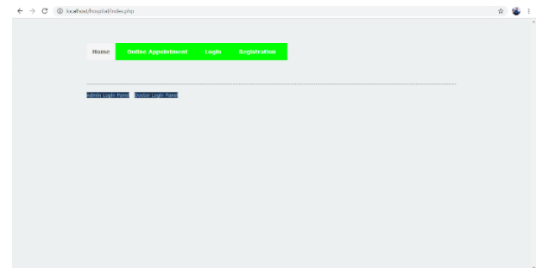 localhost/hospital/index.php
Home Online Appointment Login Registration
Admin Login Panel Doctor Login Panel